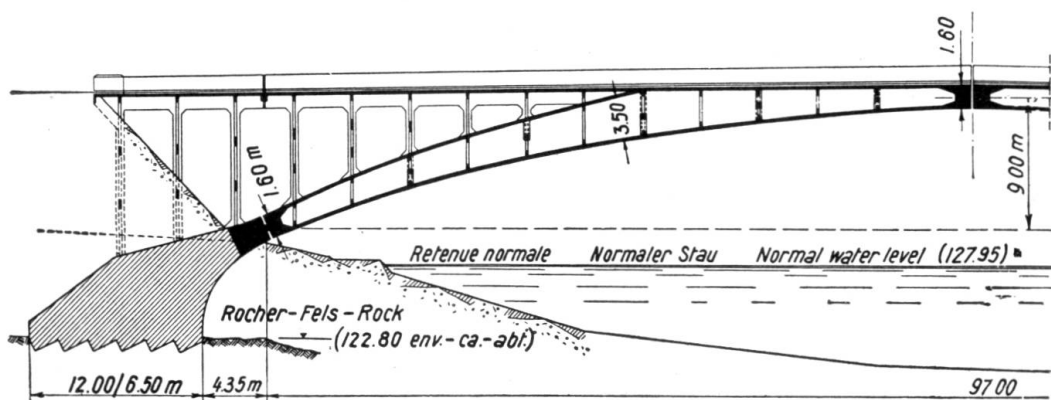 1.60
3.50
1.60 m
9.00 m
Retenue normale Normaler Stau Normal water level (127.95)
Rocher-Fels-Rock
(122.80 env.-ca.-abt.)
12.00/6.50 m 4.35 m 97.00